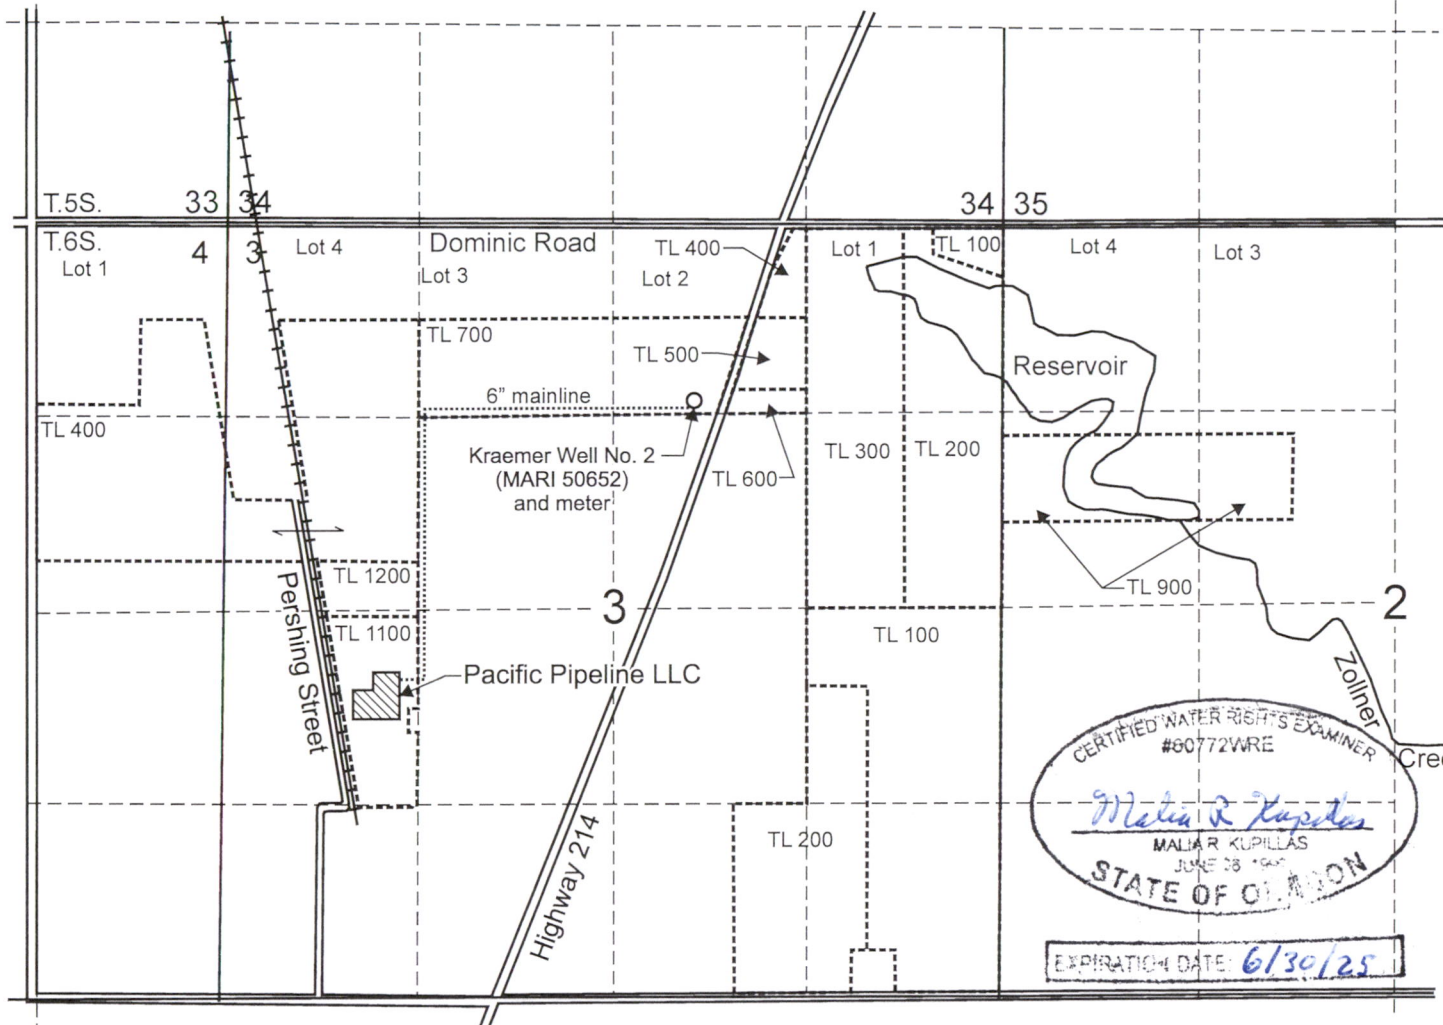 T.5S.
33
34
34
35
T.6S.
Lot 1
4
3
Lot 4
Dominic Road
Lot 3
TL 400
Lot 2
Lot 1
TL 100
Lot 4
Lot 3
TL 700
TL 500
Reservoir
6" mainline
TL 400
Kraemer Well No. 2
(MARI 50652)
and meter
TL 600
TL 300
TL 200
TL 1200
TL 900
Pershing Street
3
2
TL 1100
TL 100
Pacific Pipeline LLC
Zollner
Highway 214
TL 200
CERTIFIED WATER RIGHTS EXAMINER
#80772WRE
Malia R Kupillas
MALIA R. KUPILLAS
STATE OF
EXPIRATION DATE: 6/30/25